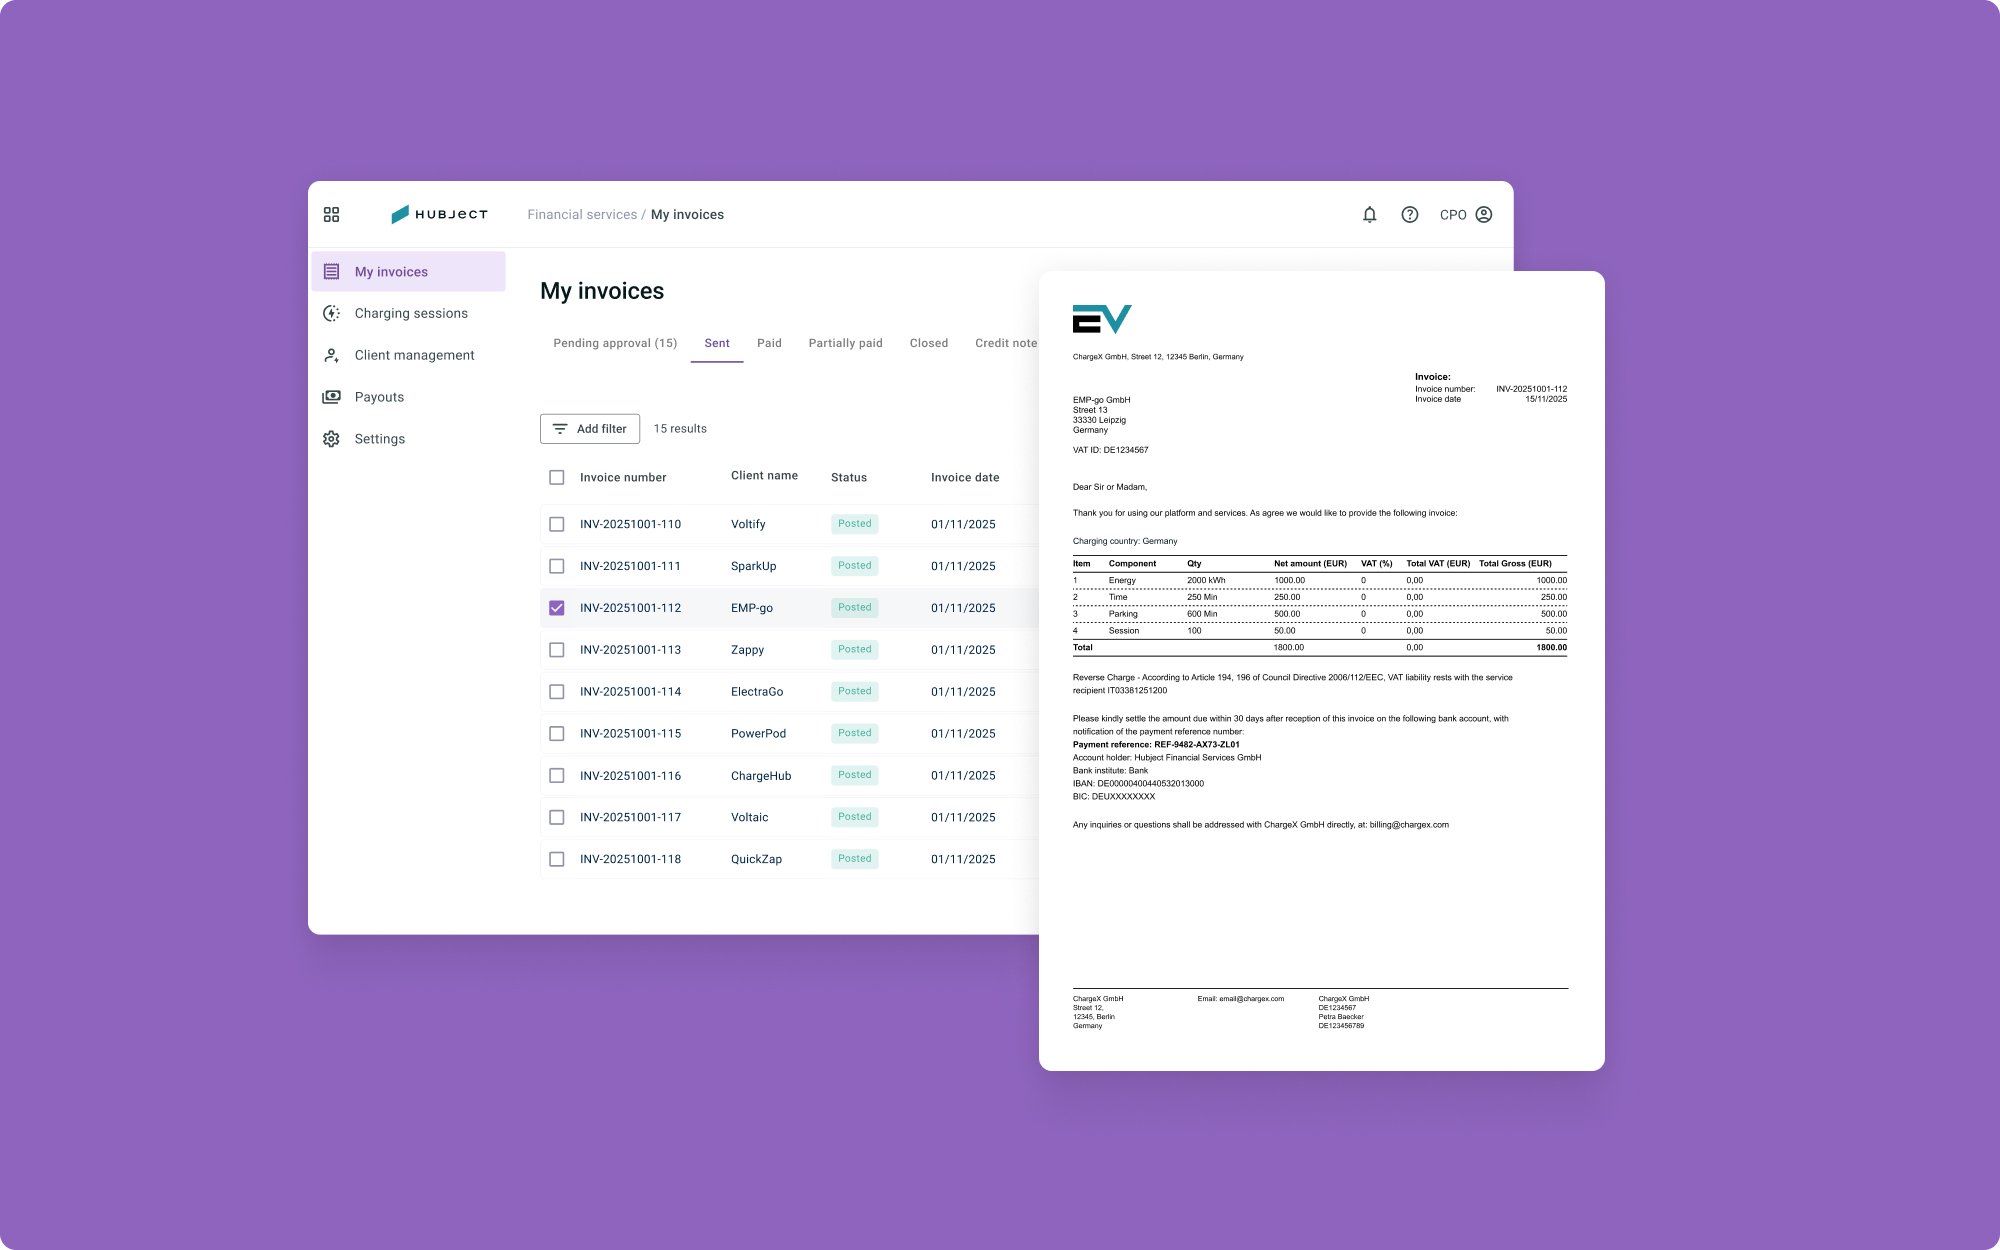 HUBJECT
Financial services / My invoices
CPO
My invoices
Charging sessions
Client management
Payouts
Settings
My invoices
Pending approval (15) Sent Paid Partially paid Closed Credit note
Add filter 15 results
Invoice number Client name Status Invoice date
INV-20251001-110 Voltify Posted 01/11/2025
INV-20251001-111 SparkUp Posted 01/11/2025
INV-20251001-112 EMP-go Posted 01/11/2025
INV-20251001-113 Zappy Posted 01/11/2025
INV-20251001-114 ElectraGo Posted 01/11/2025
INV-20251001-115 PowerPod Posted 01/11/2025
INV-20251001-116 ChargeHub Posted 01/11/2025
INV-20251001-117 Voltaic Posted 01/11/2025
INV-20251001-118 QuickZap Posted 01/11/2025
EV
ChargeX GmbH, Street 12, 12345 Berlin, Germany
Invoice:
Invoice number: INV-20251001-112
Invoice date 15/11/2025
EMP-go GmbH
Street 13
33330 Leipzig
Germany
VAT ID: DE1234567
Dear Sir or Madam,
Thank you for using our platform and services. As agree we would like to provide the following invoice:
Charging country: Germany
Item Component Qty Net amount (EUR) VAT (%) Total VAT (EUR) Total Gross (EUR)
1 Energy 2000 kWh 1000.00 0 0,00 1000.00
2 Time 250 Min 250.00 0 0,00 250.00
3 Parking 600 Min 500.00 0 0,00 500.00
4 Session 100 50.00 0 0,00 50.00
Total 1800.00 0,00 1800.00
Reverse Charge - According to Article 194, 196 of Council Directive 2006/112/EEC, VAT liability rests with the service
recipient IT03381251200
Please kindly settle the amount due within 30 days after reception of this invoice on the following bank account, with
notification of the payment reference number:
Payment reference: REF-9482-AX73-ZL01
Account holder: Hubject Financial Services GmbH
Bank institute: Bank
IBAN: DE00004004405320130​00
BIC: DEUXXXXXXXX
Any inquiries or questions shall be addressed with ChargeX GmbH directly, at: billing@chargex.com
ChargeX GmbH Email: email@chargex.com ChargeX GmbH
Street 12, DE1234567
12345, Berlin Petra Baecker
Germany DE123456789